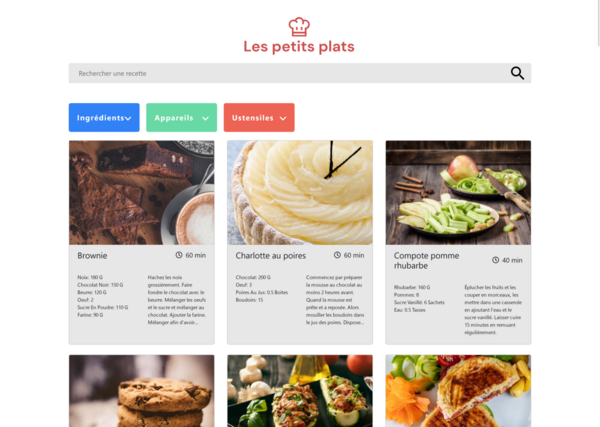 Les petits plats
Rechercher une recette
Ingrédients
Appareils
Ustensiles
Brownie
60 min
Noix: 180 G
Chocolat Noir: 150 G
Beurre: 120 G
Oeuf: 2
Sucre En Poudre: 110 G
Farine: 90 G
Hachez les noix
grossièrement. Faire
fondre le chocolat avec le
beurre. Mélanger les oeufs
et le sucre et mélanger au
chocolat. Ajouter la farine.
Mélanger afin d'avoir...
Charlotte au poires
60 min
Chocolat: 200 G
Oeuf: 3
Poires Au Jus: 0.5 Boites
Boudoirs: 15
Commencez par préparer
la mousse au chocolat au
moins 2 heures avant.
Quand la mousse est
prête et a reposée. Alors
mouiller les boudoirs dans
le jus des poires. Dispose...
Compote pomme
rhubarbe
40 min
Rhubarbe: 160 G
Pommes: 8
Sucre Vanillé: 6 Sachets
Eau: 0.5 Tasses
Éplucher les fruits et les
couper en morceaux, les
mettre dans une casserole
en ajoutant l'eau et le
sucre vanillé. Laisser cuire
15 minutes en remuant
régulièrement.